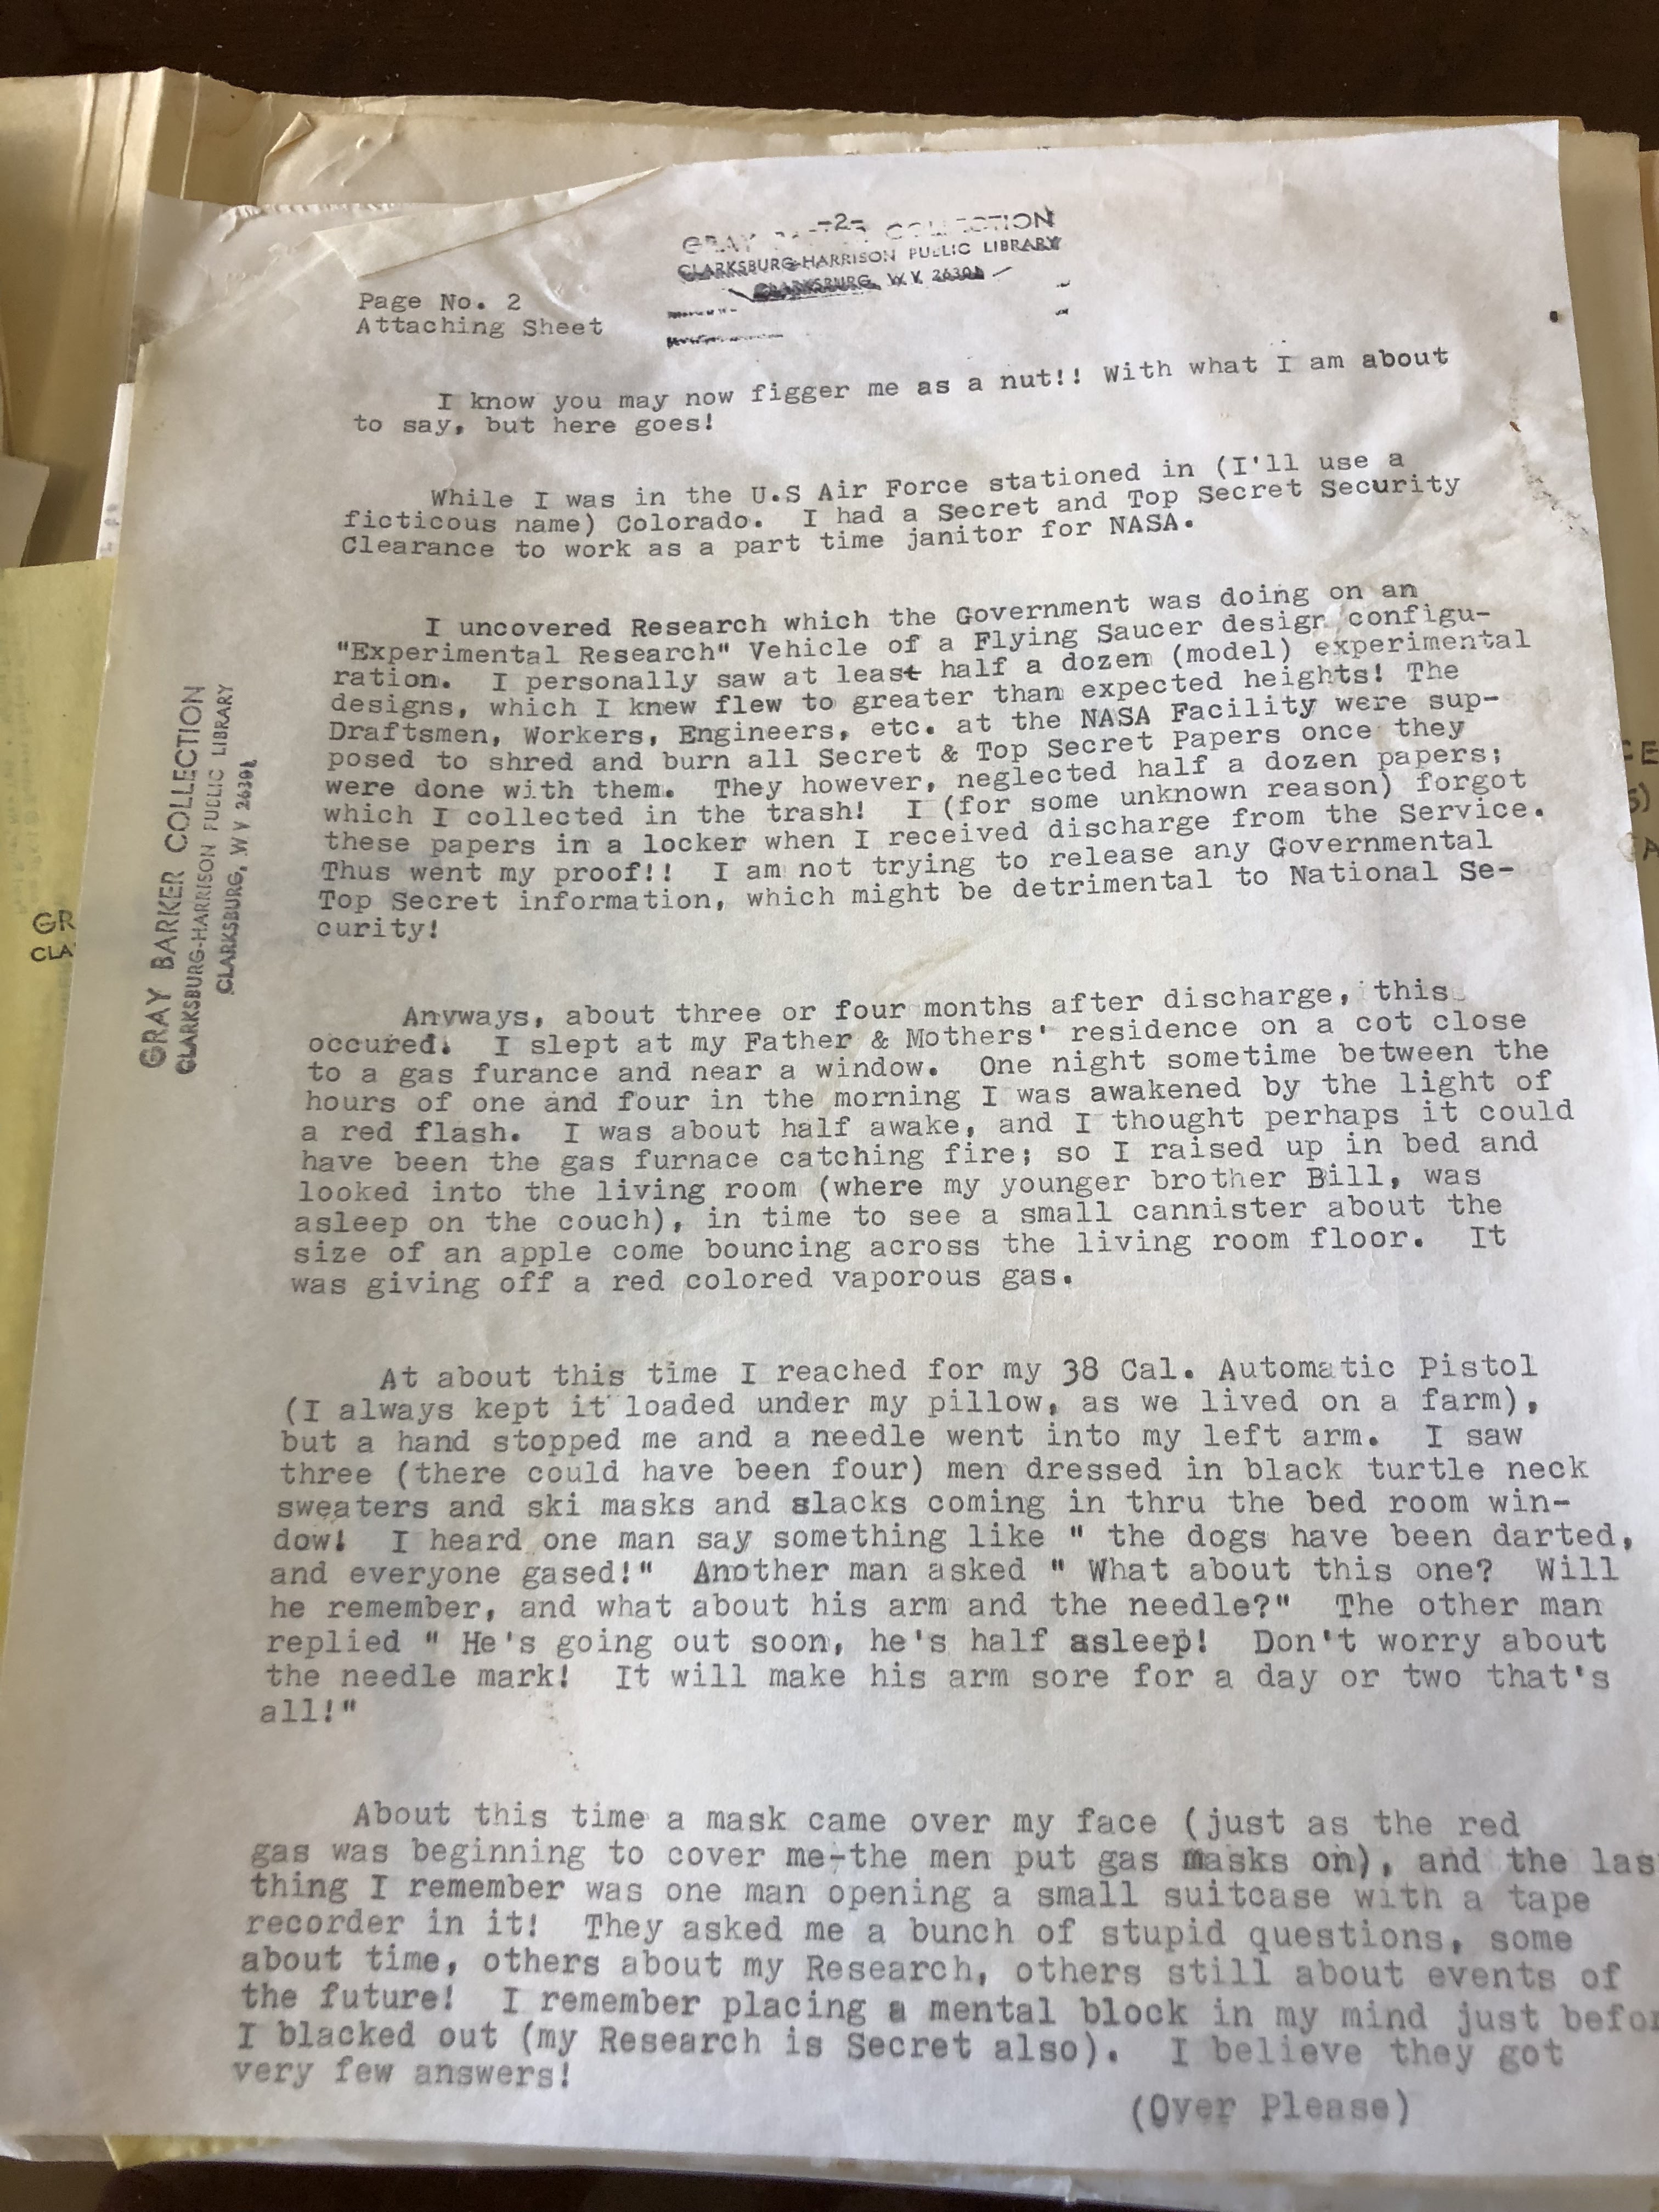 -2-
GRAY COLLECTION
CLARKSBURG-HARRISON PUBLIC LIBRARY
CLARKSBURG, W.V. 26301
Page No. 2
Attaching Sheet
I know you may now figger me as a nut!! With what I am about
to say, but here goes!
While I was in the U.S Air Force stationed in (I'll use a
ficticous name) Colorado. I had a Secret and Top Secret Security
Clearance to work as a part time janitor for NASA.
I uncovered Research which the Government was doing on an
"Experimental Research" Vehicle of a Flying Saucer design configu-
ration. I personally saw at least half a dozen (model) experimental
designs, which I knew flew to greater than expected heights! The
Draftsmen, Workers, Engineers, etc. at the NASA Facility were sup-
posed to shred and burn all Secret & Top Secret Papers once they
were done with them. They however, neglected half a dozen papers;
which I collected in the trash! I (for some unknown reason) forgot
these papers in a locker when I received discharge from the Service.
Thus went my proof!! I am not trying to release any Governmental
Top Secret information, which might be detrimental to National Se-
curity!
Anyways, about three or four months after discharge, this
occured. I slept at my Father & Mothers' residence on a cot close
to a gas furance and near a window. One night sometime between the
hours of one and four in the morning I was awakened by the light of
a red flash. I was about half awake, and I thought perhaps it could
have been the gas furnace catching fire; so I raised up in bed and
looked into the living room (where my younger brother Bill, was
asleep on the couch), in time to see a small cannister about the
size of an apple come bouncing across the living room floor. It
was giving off a red colored vaporous gas.
At about this time I reached for my 38 Cal. Automatic Pistol
(I always kept it loaded under my pillow, as we lived on a farm),
but a hand stopped me and a needle went into my left arm. I saw
three (there could have been four) men dressed in black turtle neck
sweaters and ski masks and slacks coming in thru the bed room win-
dow! I heard one man say something like " the dogs have been darted,
and everyone gased!" Another man asked " What about this one? Will
he remember, and what about his arm and the needle?" The other man
replied " He's going out soon, he's half asleep! Don't worry about
the needle mark! It will make his arm sore for a day or two that's
all!"
About this time a mask came over my face (just as the red
gas was beginning to cover me-the men put gas masks on), and the las
thing I remember was one man opening a small suitcase with a tape
recorder in it! They asked me a bunch of stupid questions, some
about time, others about my Research, others still about events of
the future! I remember placing a mental block in my mind just befor
I blacked out (my Research is Secret also). I believe they got
very few answers!
(Over Please)
GRAY BARKER COLLECTION
CLARKSBURG-HARRISON PUBLIC LIBRARY
CLARKSBURG, W V 26301
GR
CLA